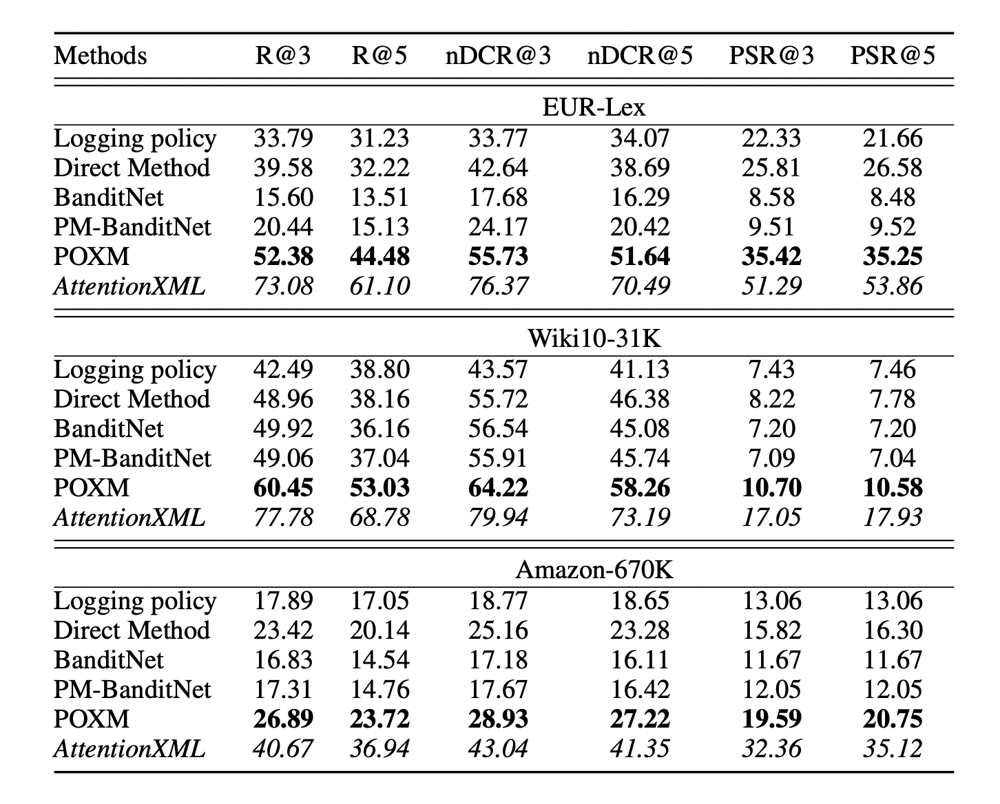 Methods R@3 R@5 nDCR@3 nDCR@5 PSR@3 PSR@5
EUR-Lex
Logging policy 33.79 31.23 33.77 34.07 22.33 21.66
Direct Method 39.58 32.22 42.64 38.69 25.81 26.58
BanditNet 15.60 13.51 17.68 16.29 8.58 8.48
PM-BanditNet 20.44 15.13 24.17 20.42 9.51 9.52
POXM 52.38 44.48 55.73 51.64 35.42 35.25
AttentionXML 73.08 61.10 76.37 70.49 51.29 53.86
Wiki10-31K
Logging policy 42.49 38.80 43.57 41.13 7.43 7.46
Direct Method 48.96 38.16 55.72 46.38 8.22 7.78
BanditNet 49.92 36.16 56.54 45.08 7.20 7.20
PM-BanditNet 49.06 37.04 55.91 45.74 7.09 7.04
POXM 60.45 53.03 64.22 58.26 10.70 10.58
AttentionXML 77.78 68.78 79.94 73.19 17.05 17.93
Amazon-670K
Logging policy 17.89 17.05 18.77 18.65 13.06 13.06
Direct Method 23.42 20.14 25.16 23.28 15.82 16.30
BanditNet 16.83 14.54 17.18 16.11 11.67 11.67
PM-BanditNet 17.31 14.76 17.67 16.42 12.05 12.05
POXM 26.89 23.72 28.93 27.22 19.59 20.75
AttentionXML 40.67 36.94 43.04 41.35 32.36 35.12